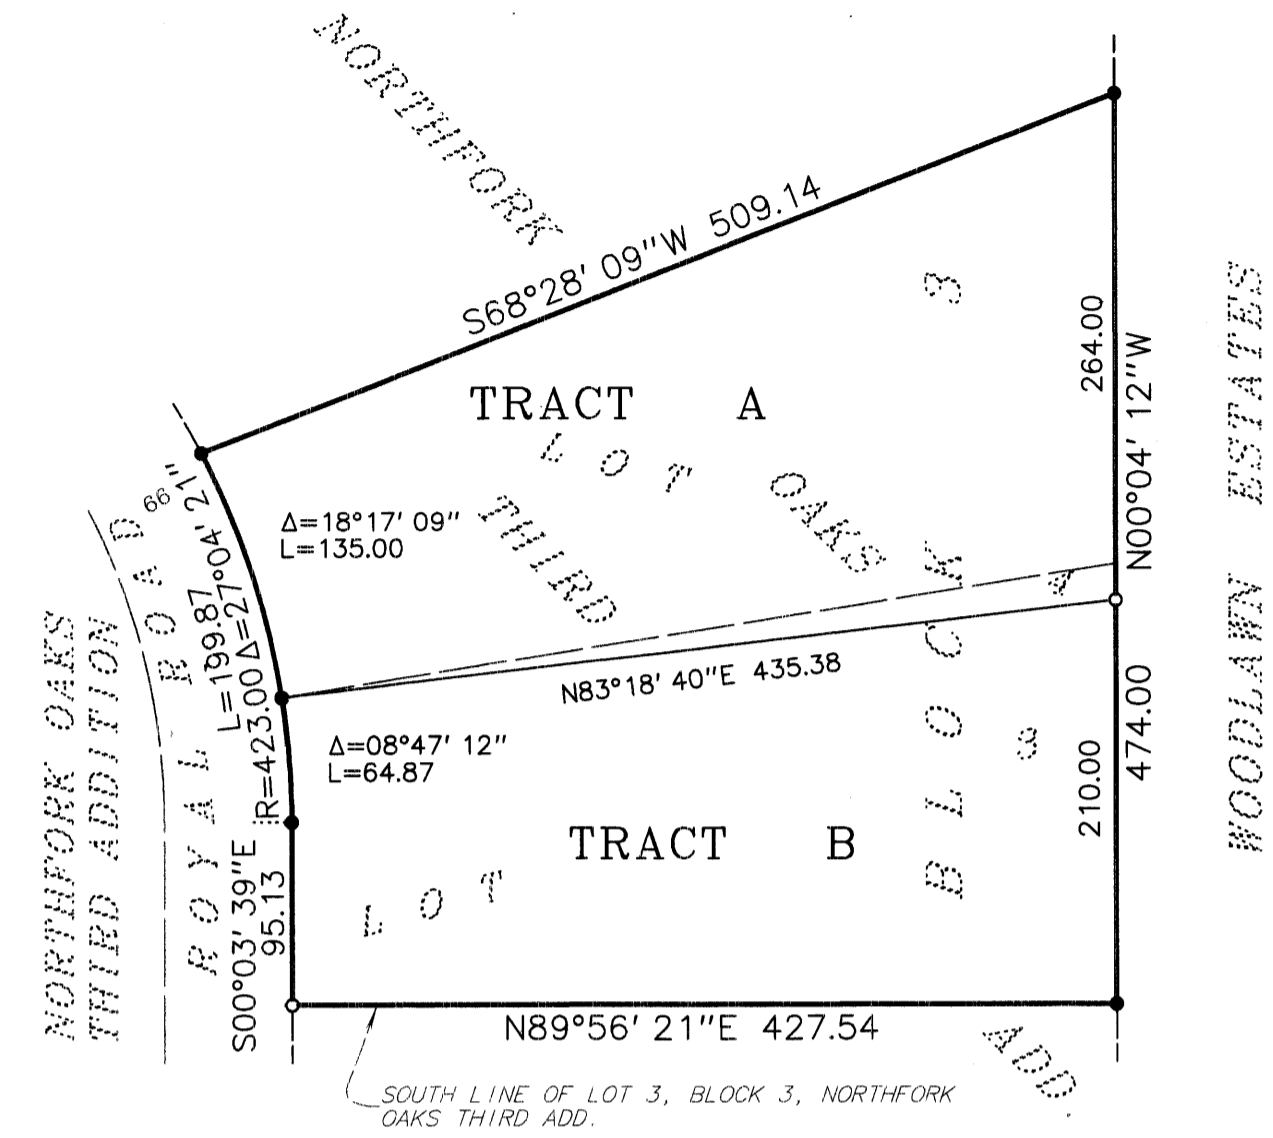 NORTHFORK
S68°28' 09"W 509.14
3
264.00
N00°04' 12"W
WOODLAWN ESTATES
TRACT A
LOT
4
OAKS
THIRD
66
Δ=18°17' 09"
L=135.00
L=199.87
R=423.00 Δ=27°04' 21"
ROYAL ROAD
NORTHFORK OAKS
THIRD ADDITION
N83°18' 40"E 435.38
BLOCK
Δ=08°47' 12"
L=64.87
3
474.00
210.00
TRACT B
LOT
S00°03' 39"E
95.13
N89°56' 21"E 427.54
ADD.
SOUTH LINE OF LOT 3, BLOCK 3, NORTHFORK
OAKS THIRD ADD.